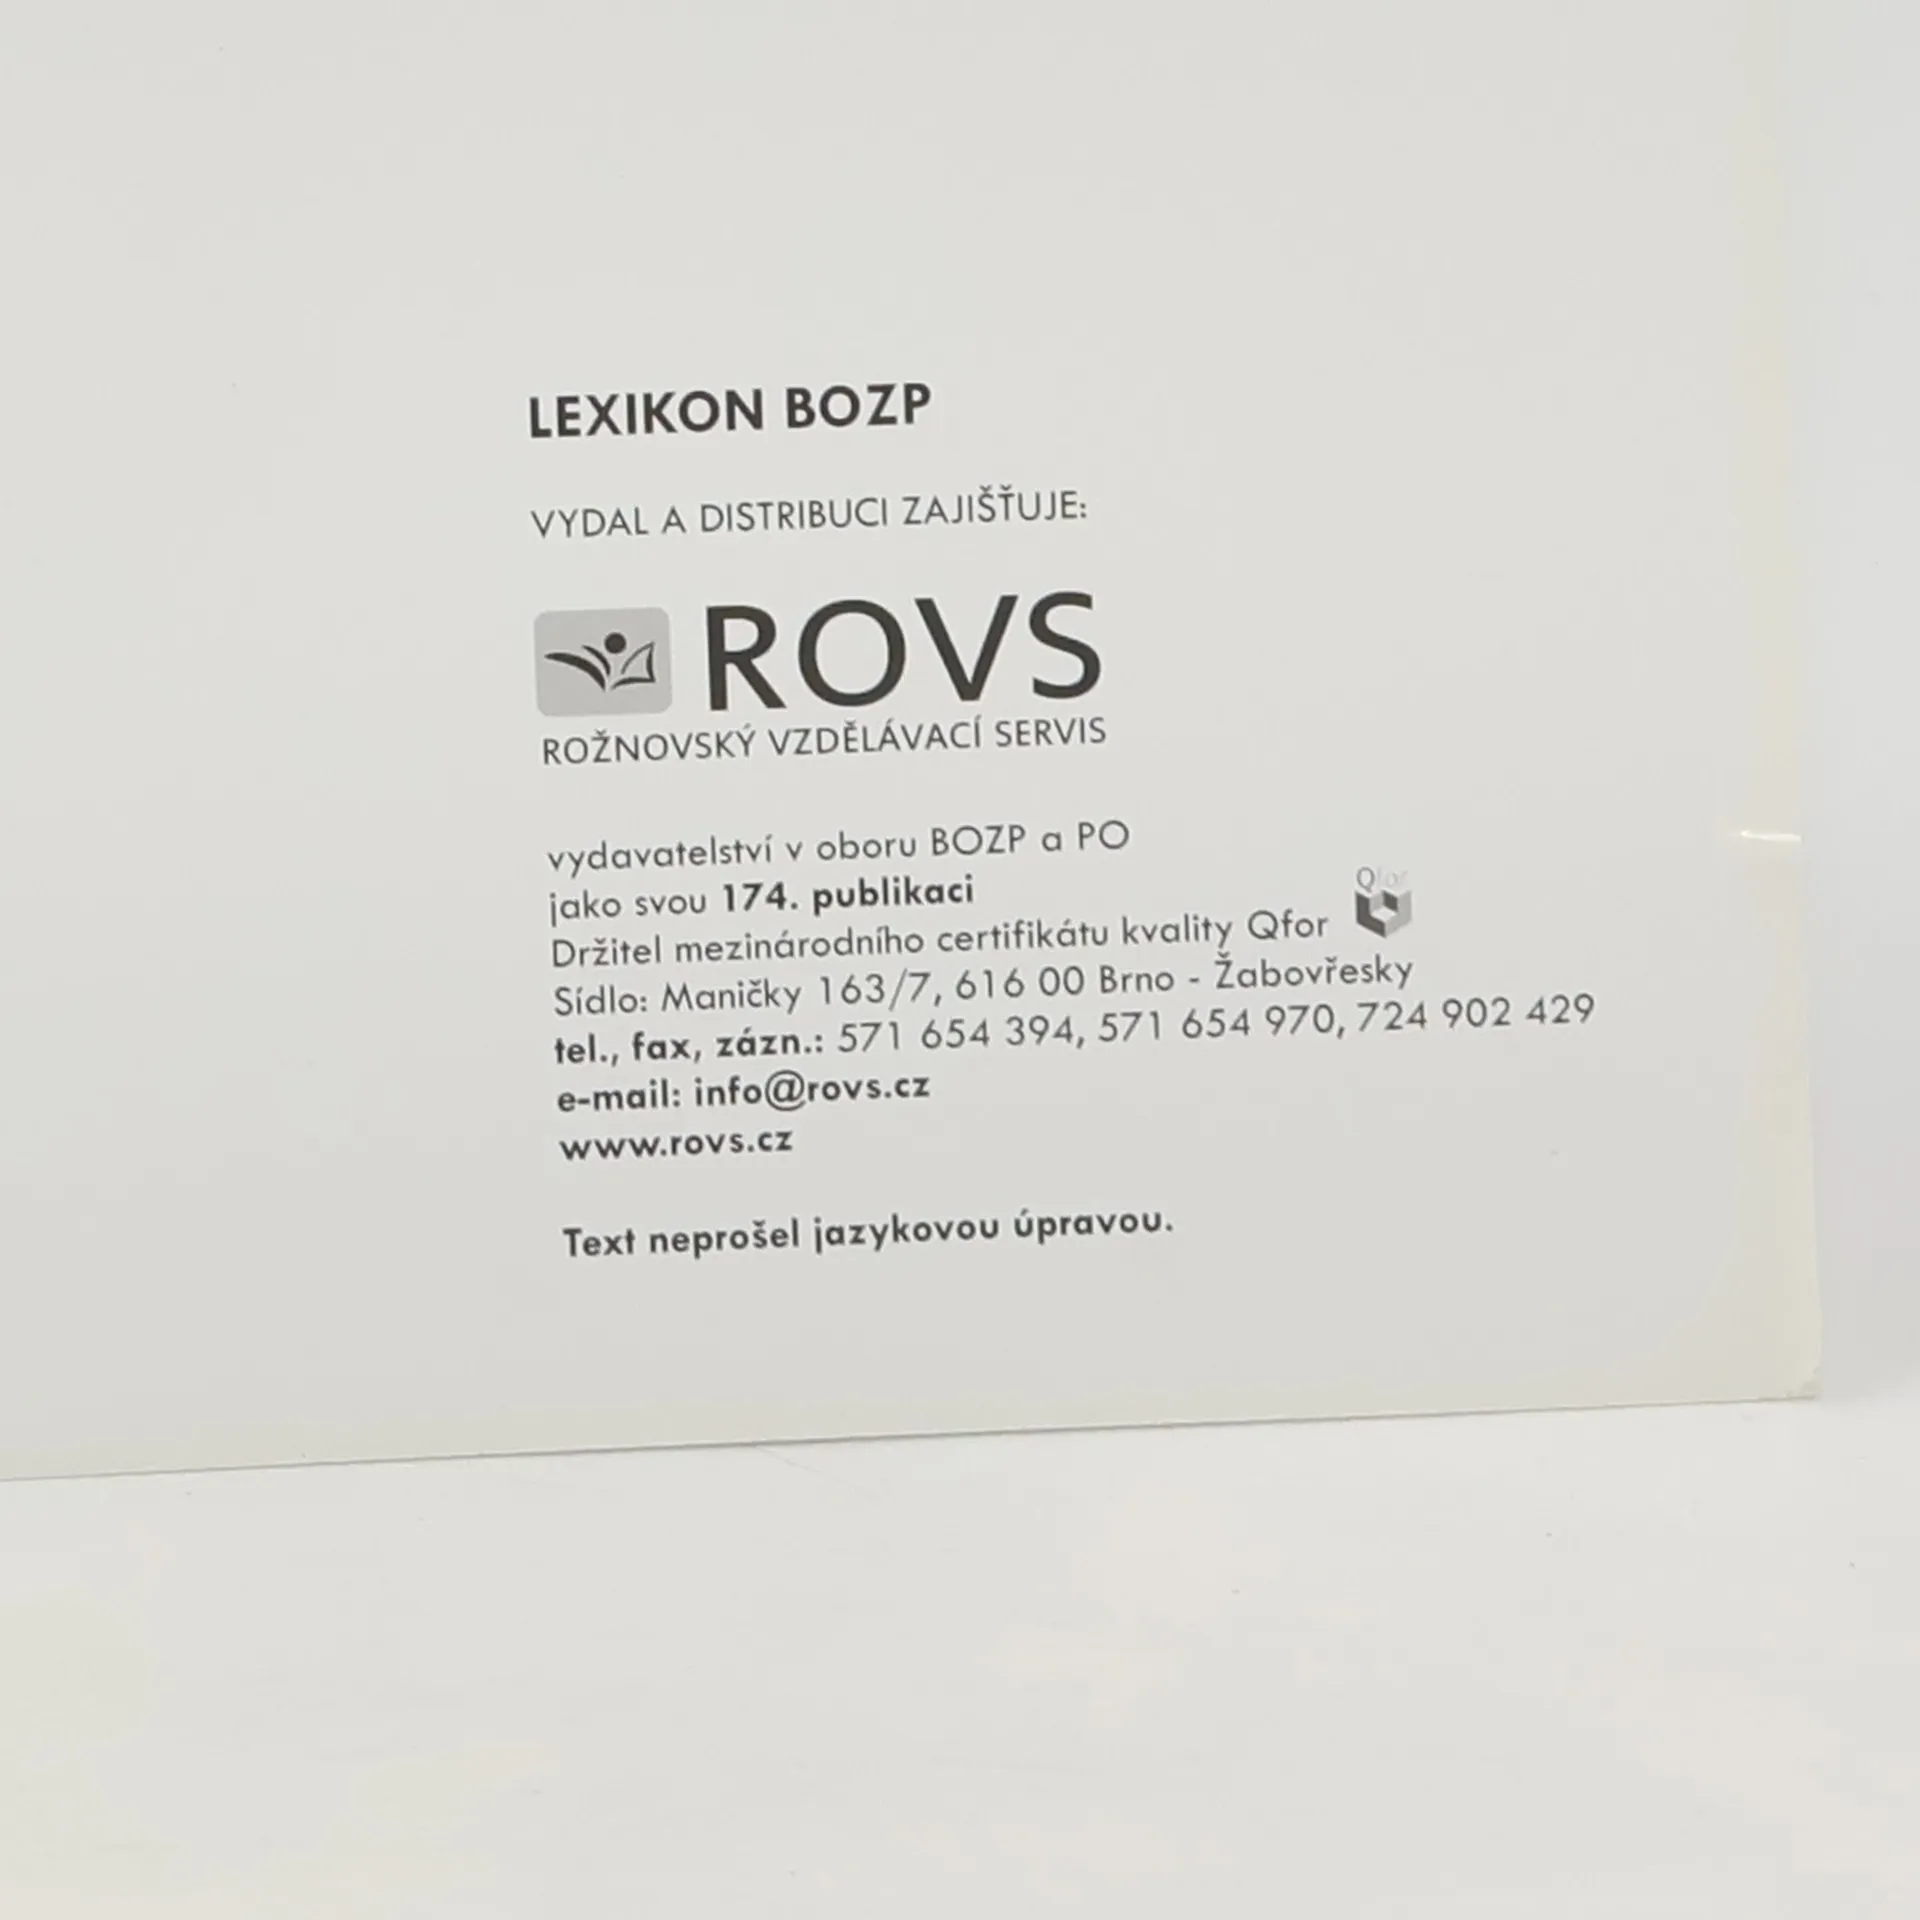 LEXIKON BOZP
VYDAL A DISTRIBUCI ZAJIŠŤUJE:
ROVS
ROŽNOVSKÝ VZDĚLÁVACÍ SERVIS
vydavatelství v oboru BOZP a PO
jako svou 174. publikaci
Držitel mezinárodního certifikátu kvality Qfor
Qfor
Sídlo: Maničky 163/7, 616 00 Brno - Žabovřesky
tel., fax, zázn.: 571 654 394, 571 654 970, 724 902 429
e-mail: info@rovs.cz
www.rovs.cz
Text neprošel jazykovou úpravou.